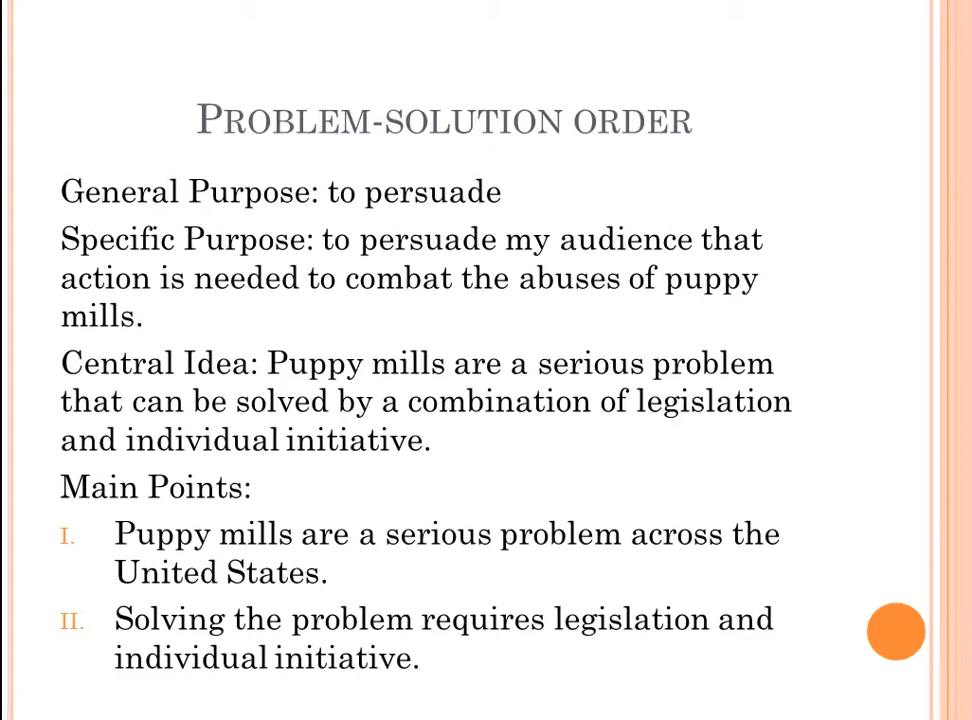 Problem-solution order
General Purpose: to persuade
Specific Purpose: to persuade my audience that
action is needed to combat the abuses of puppy
mills.
Central Idea: Puppy mills are a serious problem
that can be solved by a combination of legislation
and individual initiative.
Main Points:
I. Puppy mills are a serious problem across the
United States.
II. Solving the problem requires legislation and
individual initiative.